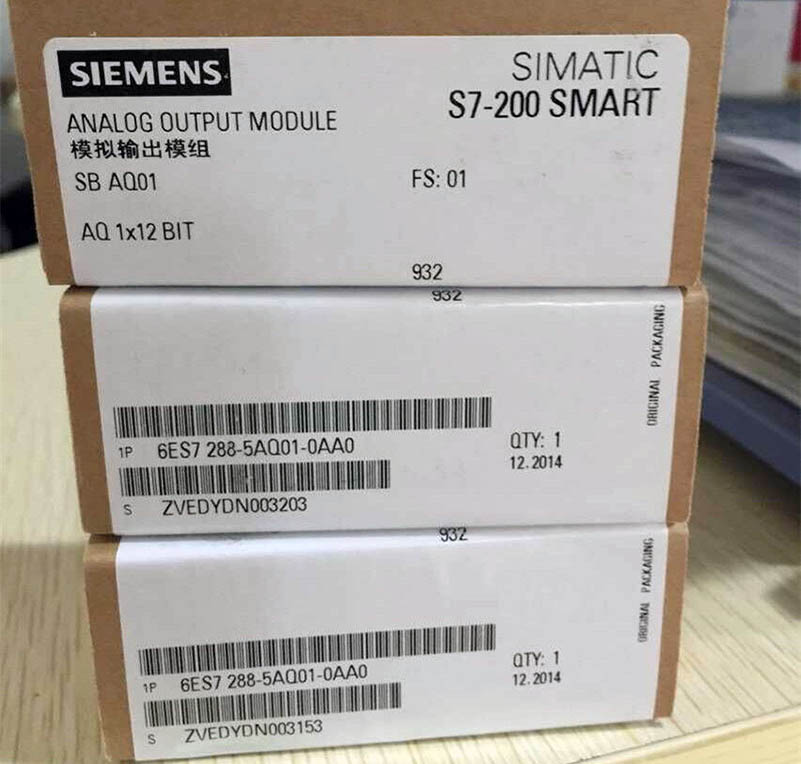 SIEMENS
SIMATIC
S7-200 SMART
ANALOG OUTPUT MODULE
模拟输出模组
SB AQ01
FS: 01
AQ 1x12 BIT
932
932
ORIGINAL PACKAGING
1P 6ES7 288-5AQ01-0AA0
QTY: 1
12.2014
S ZVEDYDN003203
932
ORIGINAL PACKAGING
1P 6ES7 288-5AQ01-0AA0
QTY: 1
12.2014
S ZVEDYDN003153